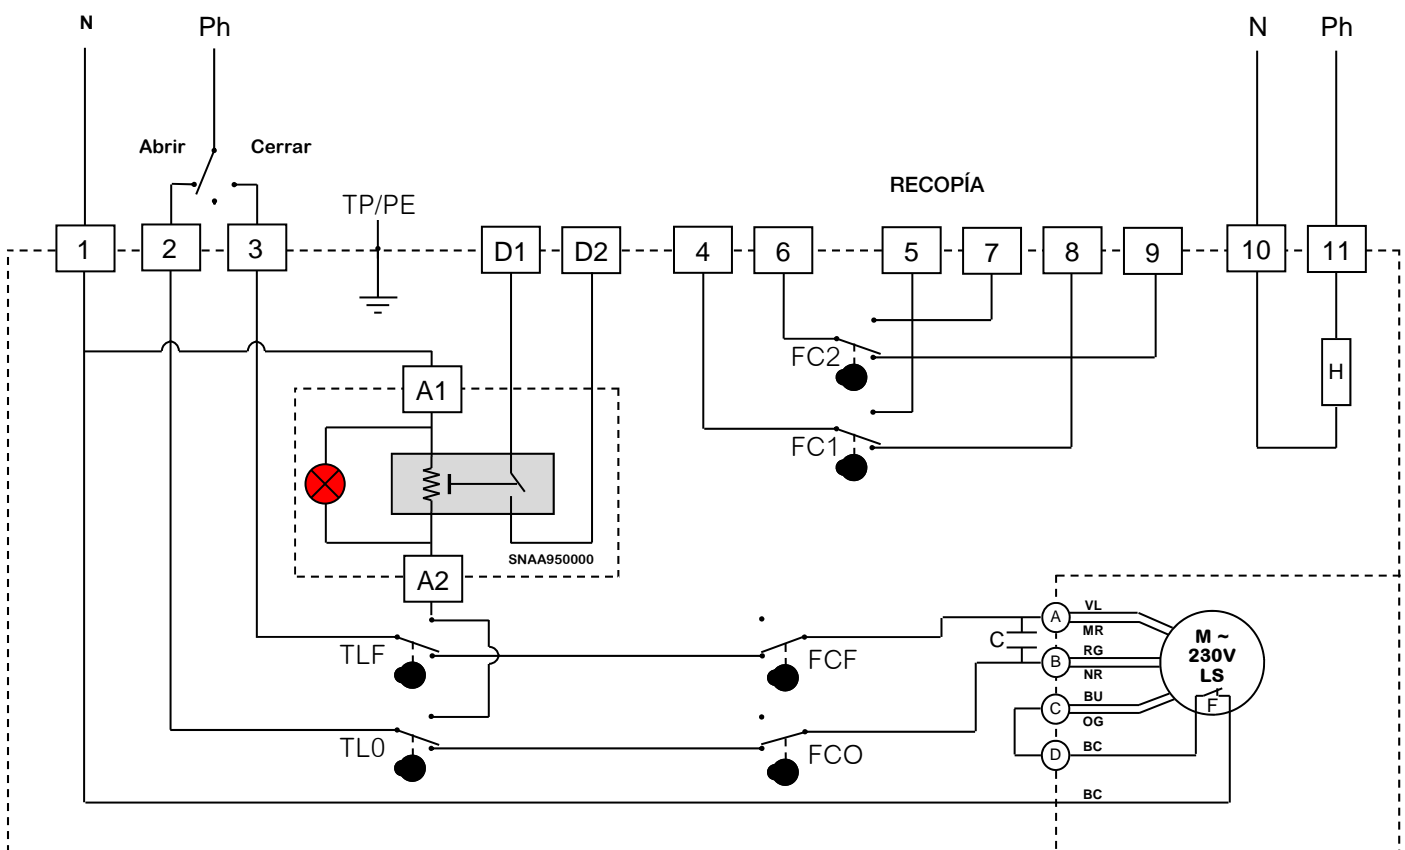 N
Ph
N
Ph
Abrir
Cerrar
RECOPÍA
TP/PE
1
2
3
D1
D2
4
6
5
7
8
9
10
11
FC2
H
A1
FC1
SNAA950000
A2
TLF
FCF
C
A
VL
MR
B
RG
NR
M ~
230V
LS
F
C
BU
OG
D
BC
TL0
FCO
BC